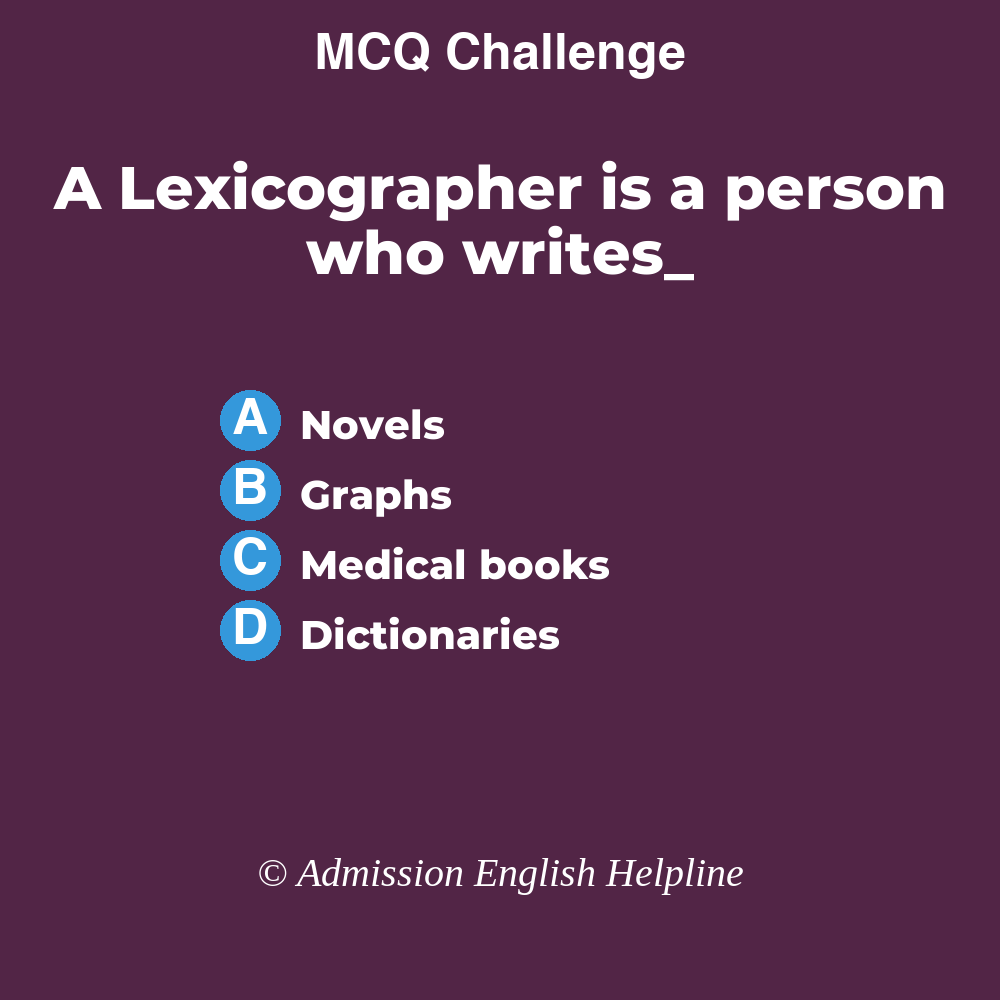 MCQ Challenge
A Lexicographer is a person
who writes_
A Novels
B Graphs
C Medical books
D Dictionaries
© Admission English Helpline